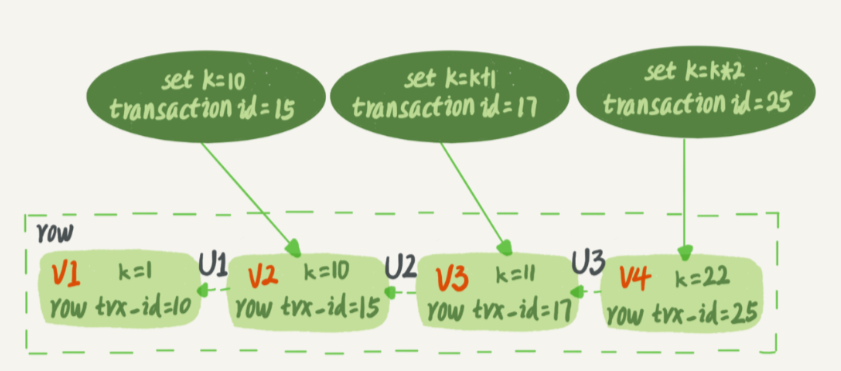 set k=10
transaction id=15
set k=k+1
transaction id=17
set k=k*2
transaction id=25
row
V1 k=1
row trx-id=10
U1
V2 k=10
row trx-id=15
U2
V3 k=11
row trx-id=17
U3
V4 k=22
row trx-id=25